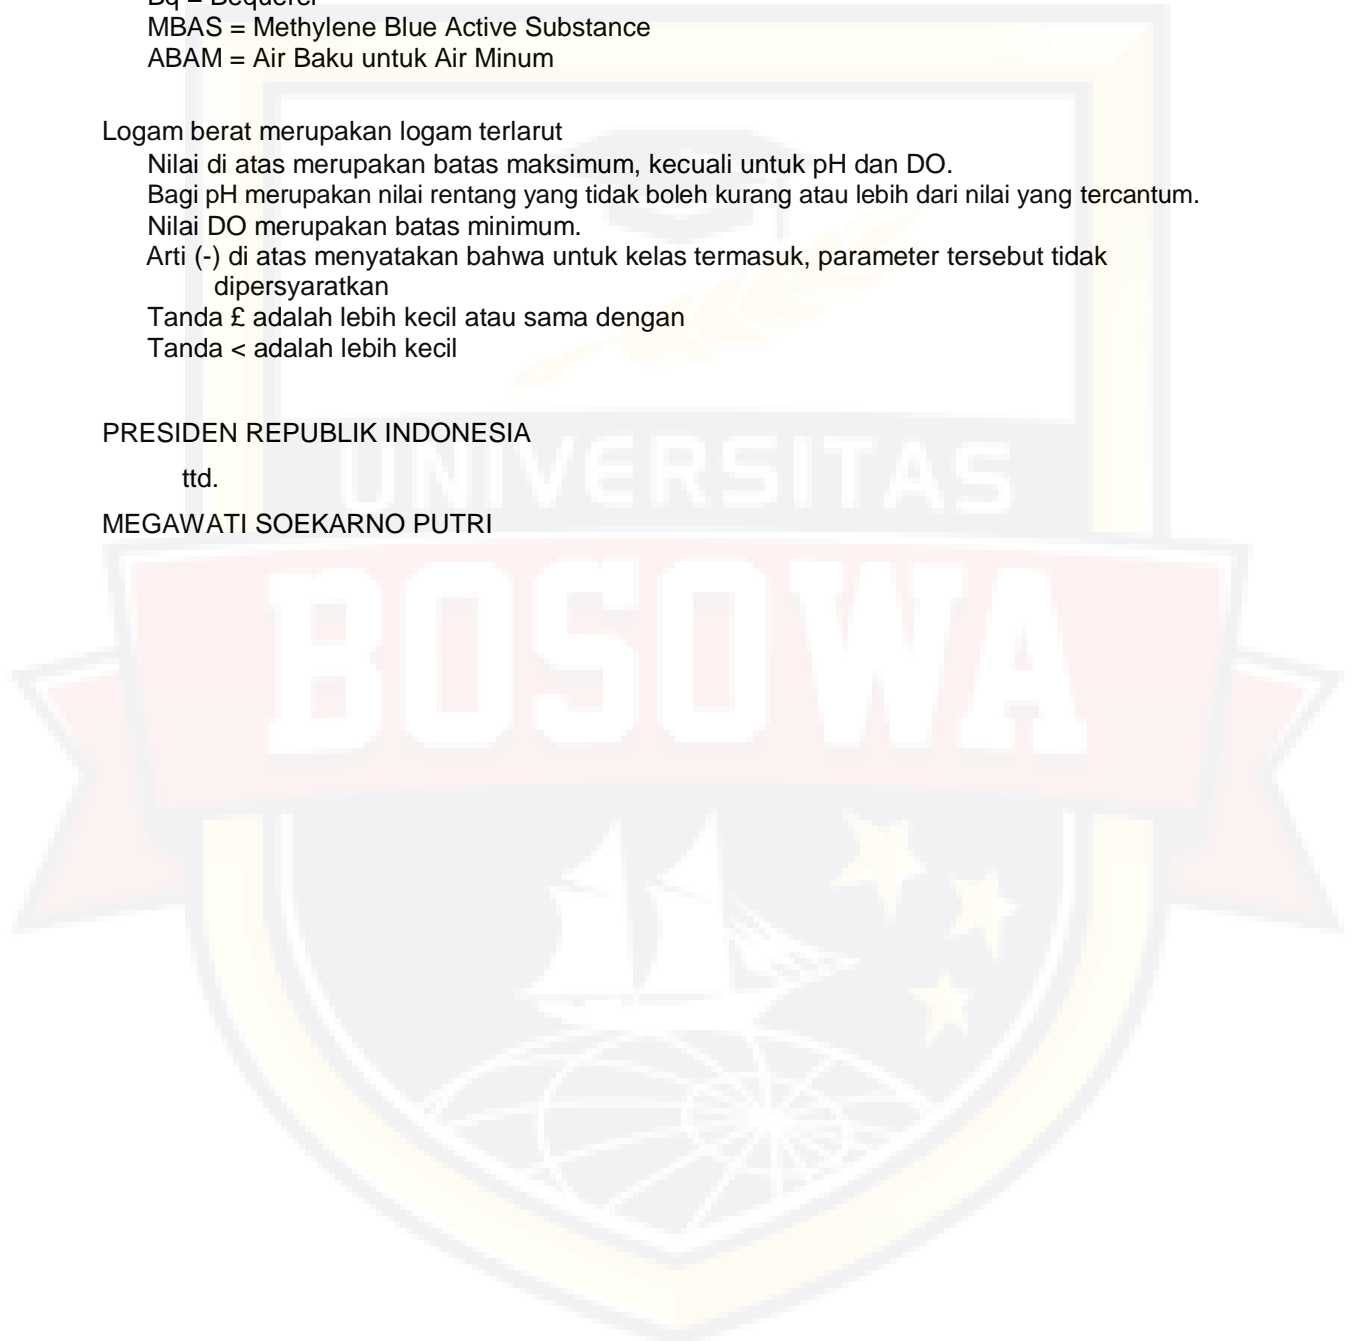 Bq = Bequerel
MBAS = Methylene Blue Active Substance
ABAM = Air Baku untuk Air Minum
Logam berat merupakan logam terlarut
Nilai di atas merupakan batas maksimum, kecuali untuk pH dan DO.
Bagi pH merupakan nilai rentang yang tidak boleh kurang atau lebih dari nilai yang tercantum.
Nilai DO merupakan batas minimum.
Arti (-) di atas menyatakan bahwa untuk kelas termasuk, parameter tersebut tidak
dipersyaratkan
Tanda £ adalah lebih kecil atau sama dengan
Tanda < adalah lebih kecil
PRESIDEN REPUBLIK INDONESIA
ttd.
MEGAWATI SOEKARNO PUTRI
UNIVERSITAS
BOSOWA